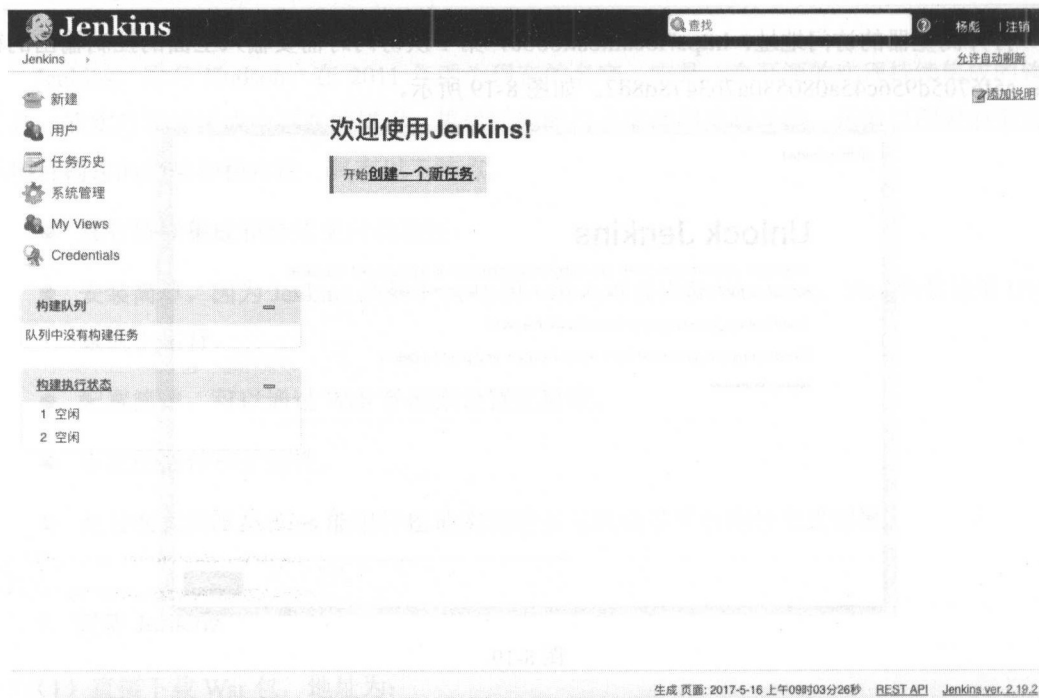 Jenkins
查找
杨彪 | 注销
Jenkins
允许自动刷新
添加说明
新建
用户
任务历史
系统管理
My Views
Credentials
欢迎使用Jenkins!
开始创建一个新任务.
构建队列
队列中没有构建任务
构建执行状态
1 空闲
2 空闲
生成 页面: 2017-5-16 上午09时03分26秒 REST API Jenkins ver. 2.19.2